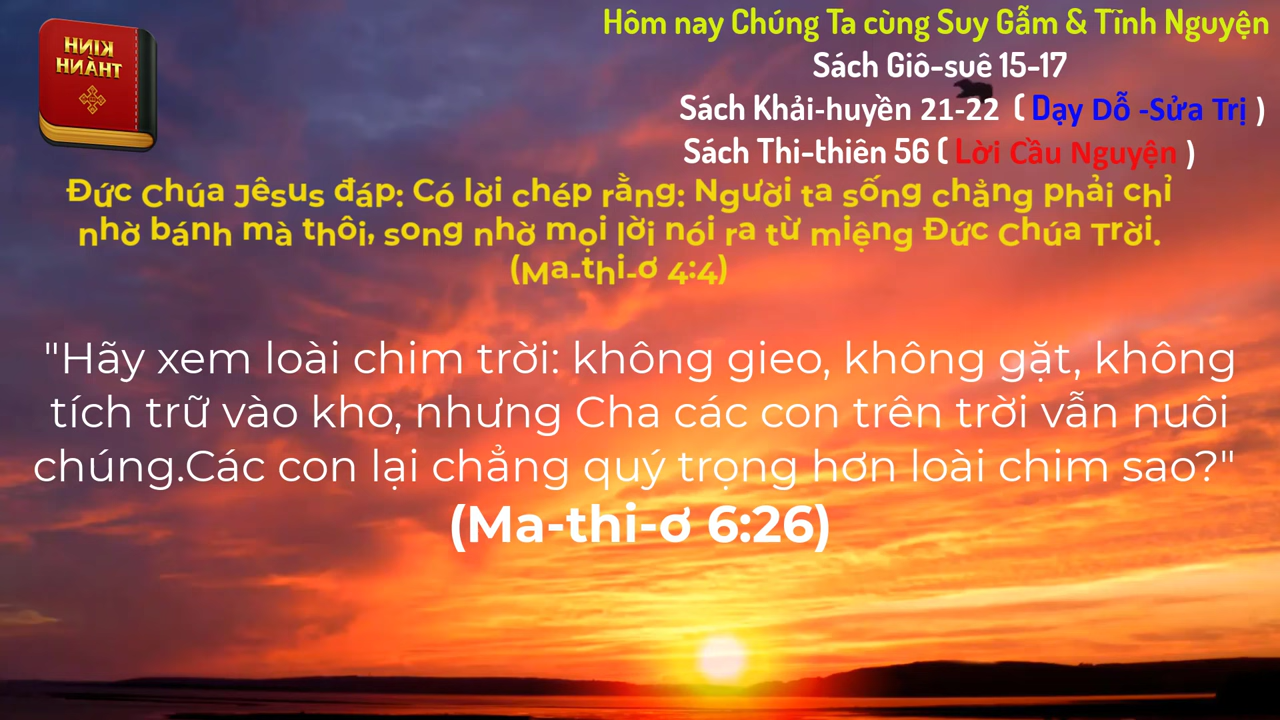 KINH
THÀNH
Hôm nay Chúng Ta cùng Suy Gẫm & Tĩnh Nguyện
Sách Giô-suê 15-17
Sách Khải-huyền 21-22 ( Dạy Dỗ -Sửa Trị )
Sách Thi-thiên 56 ( Lời Cầu Nguyện )
Đức Chúa Jêsus đáp: Có lời chép rằng: Người ta sống chẳng phải chỉ
nhờ bánh mà thôi, song nhờ mọi lời nói ra từ miệng Đức Chúa Trời.
(Ma-thi-ơ 4:4)
"Hãy xem loài chim trời: không gieo, không gặt, không
tích trữ vào kho, nhưng Cha các con trên trời vẫn nuôi
chúng.Các con lại chẳng quý trọng hơn loài chim sao?"
(Ma-thi-ơ 6:26)